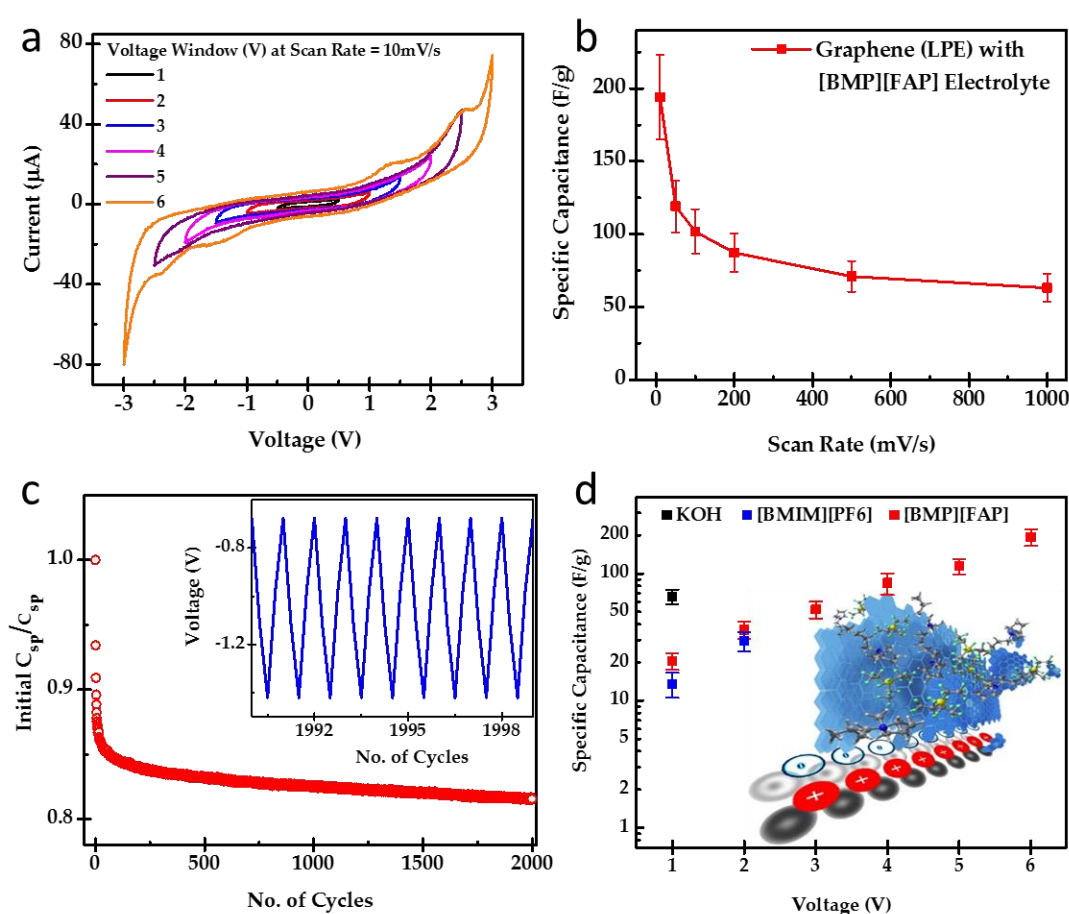 a
Voltage Window (V) at Scan Rate = 10mV/s
1
2
3
4
5
6
80
40
0
-40
-80
Current (µA)
-3 -2 -1 0 1 2 3
Voltage (V)
b
Graphene (LPE) with
[BMP][FAP] Electrolyte
200
150
100
50
0
Specific Capacitance (F/g)
0 200 400 600 800 1000
Scan Rate (mV/s)
c
1.0
0.9
0.8
Initial Csp/Csp
0 500 1000 1500 2000
No. of Cycles
-0.8
-1.2
Voltage (V)
1992 1995 1998
No. of Cycles
d
KOH [BMIM][PF6] [BMP][FAP]
200
100
50
20
10
5
2
1
Specific Capacitance (F/g)
+ + + + + + + +
1 2 3 4 5 6
Voltage (V)